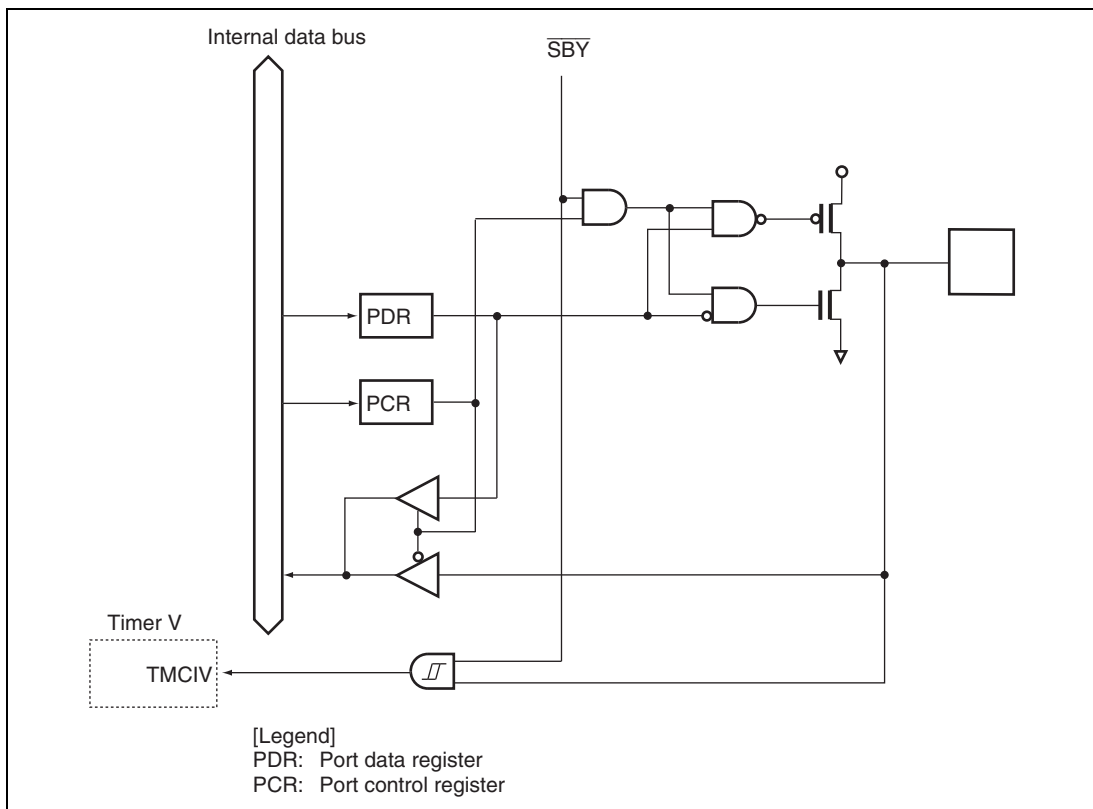 Internal data bus
SBY
PDR
PCR
Timer V
TMCIV
[Legend]
PDR: Port data register
PCR: Port control register